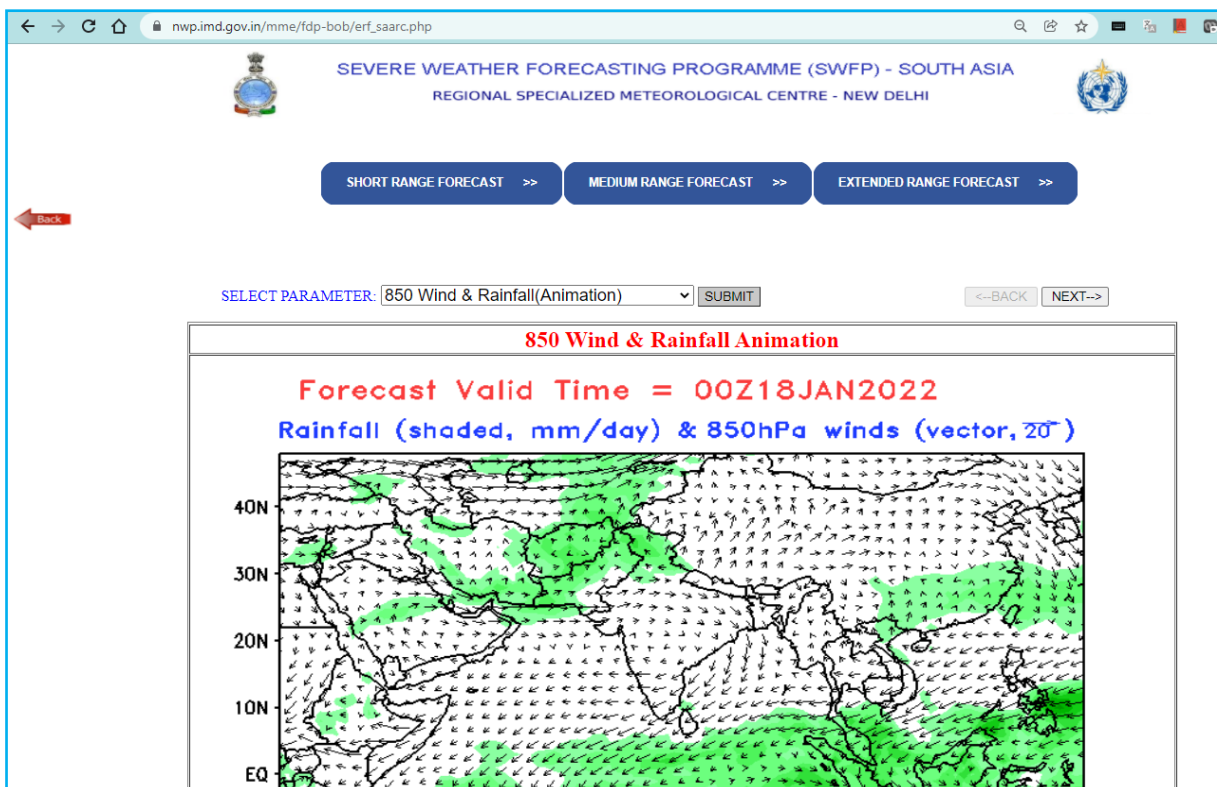 nwp.imd.gov.in/mme/fdp-bob/erf_saarc.php
SEVERE WEATHER FORECASTING PROGRAMME (SWFP) - SOUTH ASIA
REGIONAL SPECIALIZED METEOROLOGICAL CENTRE - NEW DELHI
SHORT RANGE FORECAST >> MEDIUM RANGE FORECAST >> EXTENDED RANGE FORECAST >>
Back
SELECT PARAMETER: 850 Wind & Rainfall(Animation) SUBMIT <--BACK NEXT-->
850 Wind & Rainfall Animation
Forecast Valid Time = 00Z18JAN2022
Rainfall (shaded, mm/day) & 850hPa winds (vector, 20)
40N
30N
20N
10N
EQ